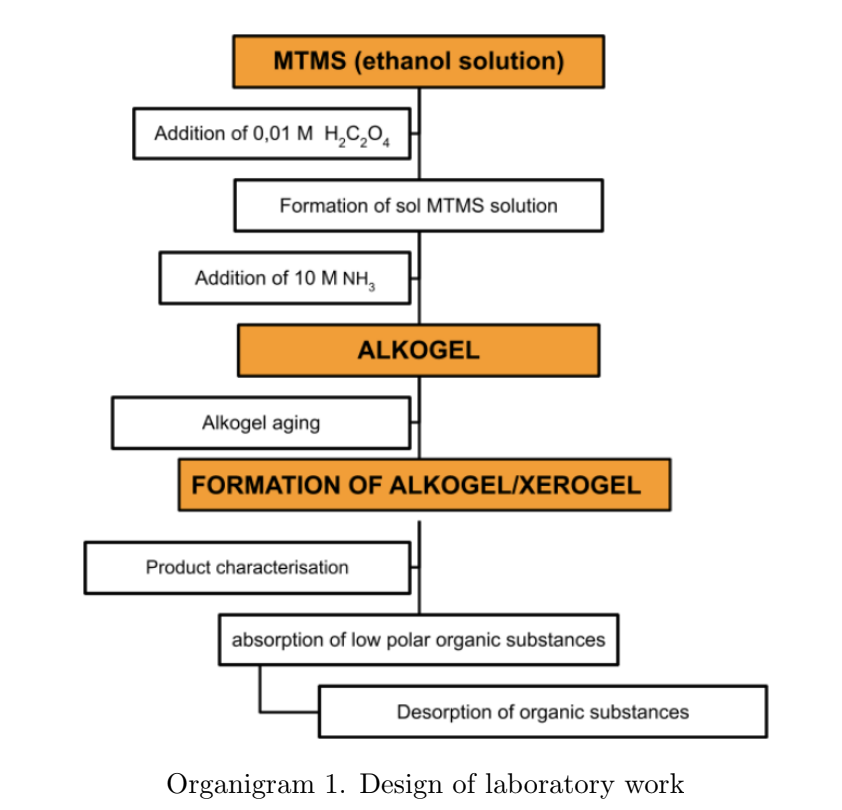 MTMS (ethanol solution)
Addition of 0,01 M H₂C₂O₄
Formation of sol MTMS solution
Addition of 10 M NH₃
ALKOGEL
Alkogel aging
FORMATION OF ALKOGEL/XEROGEL
Product characterisation
absorption of low polar organic substances
Desorption of organic substances
Organigram 1. Design of laboratory work